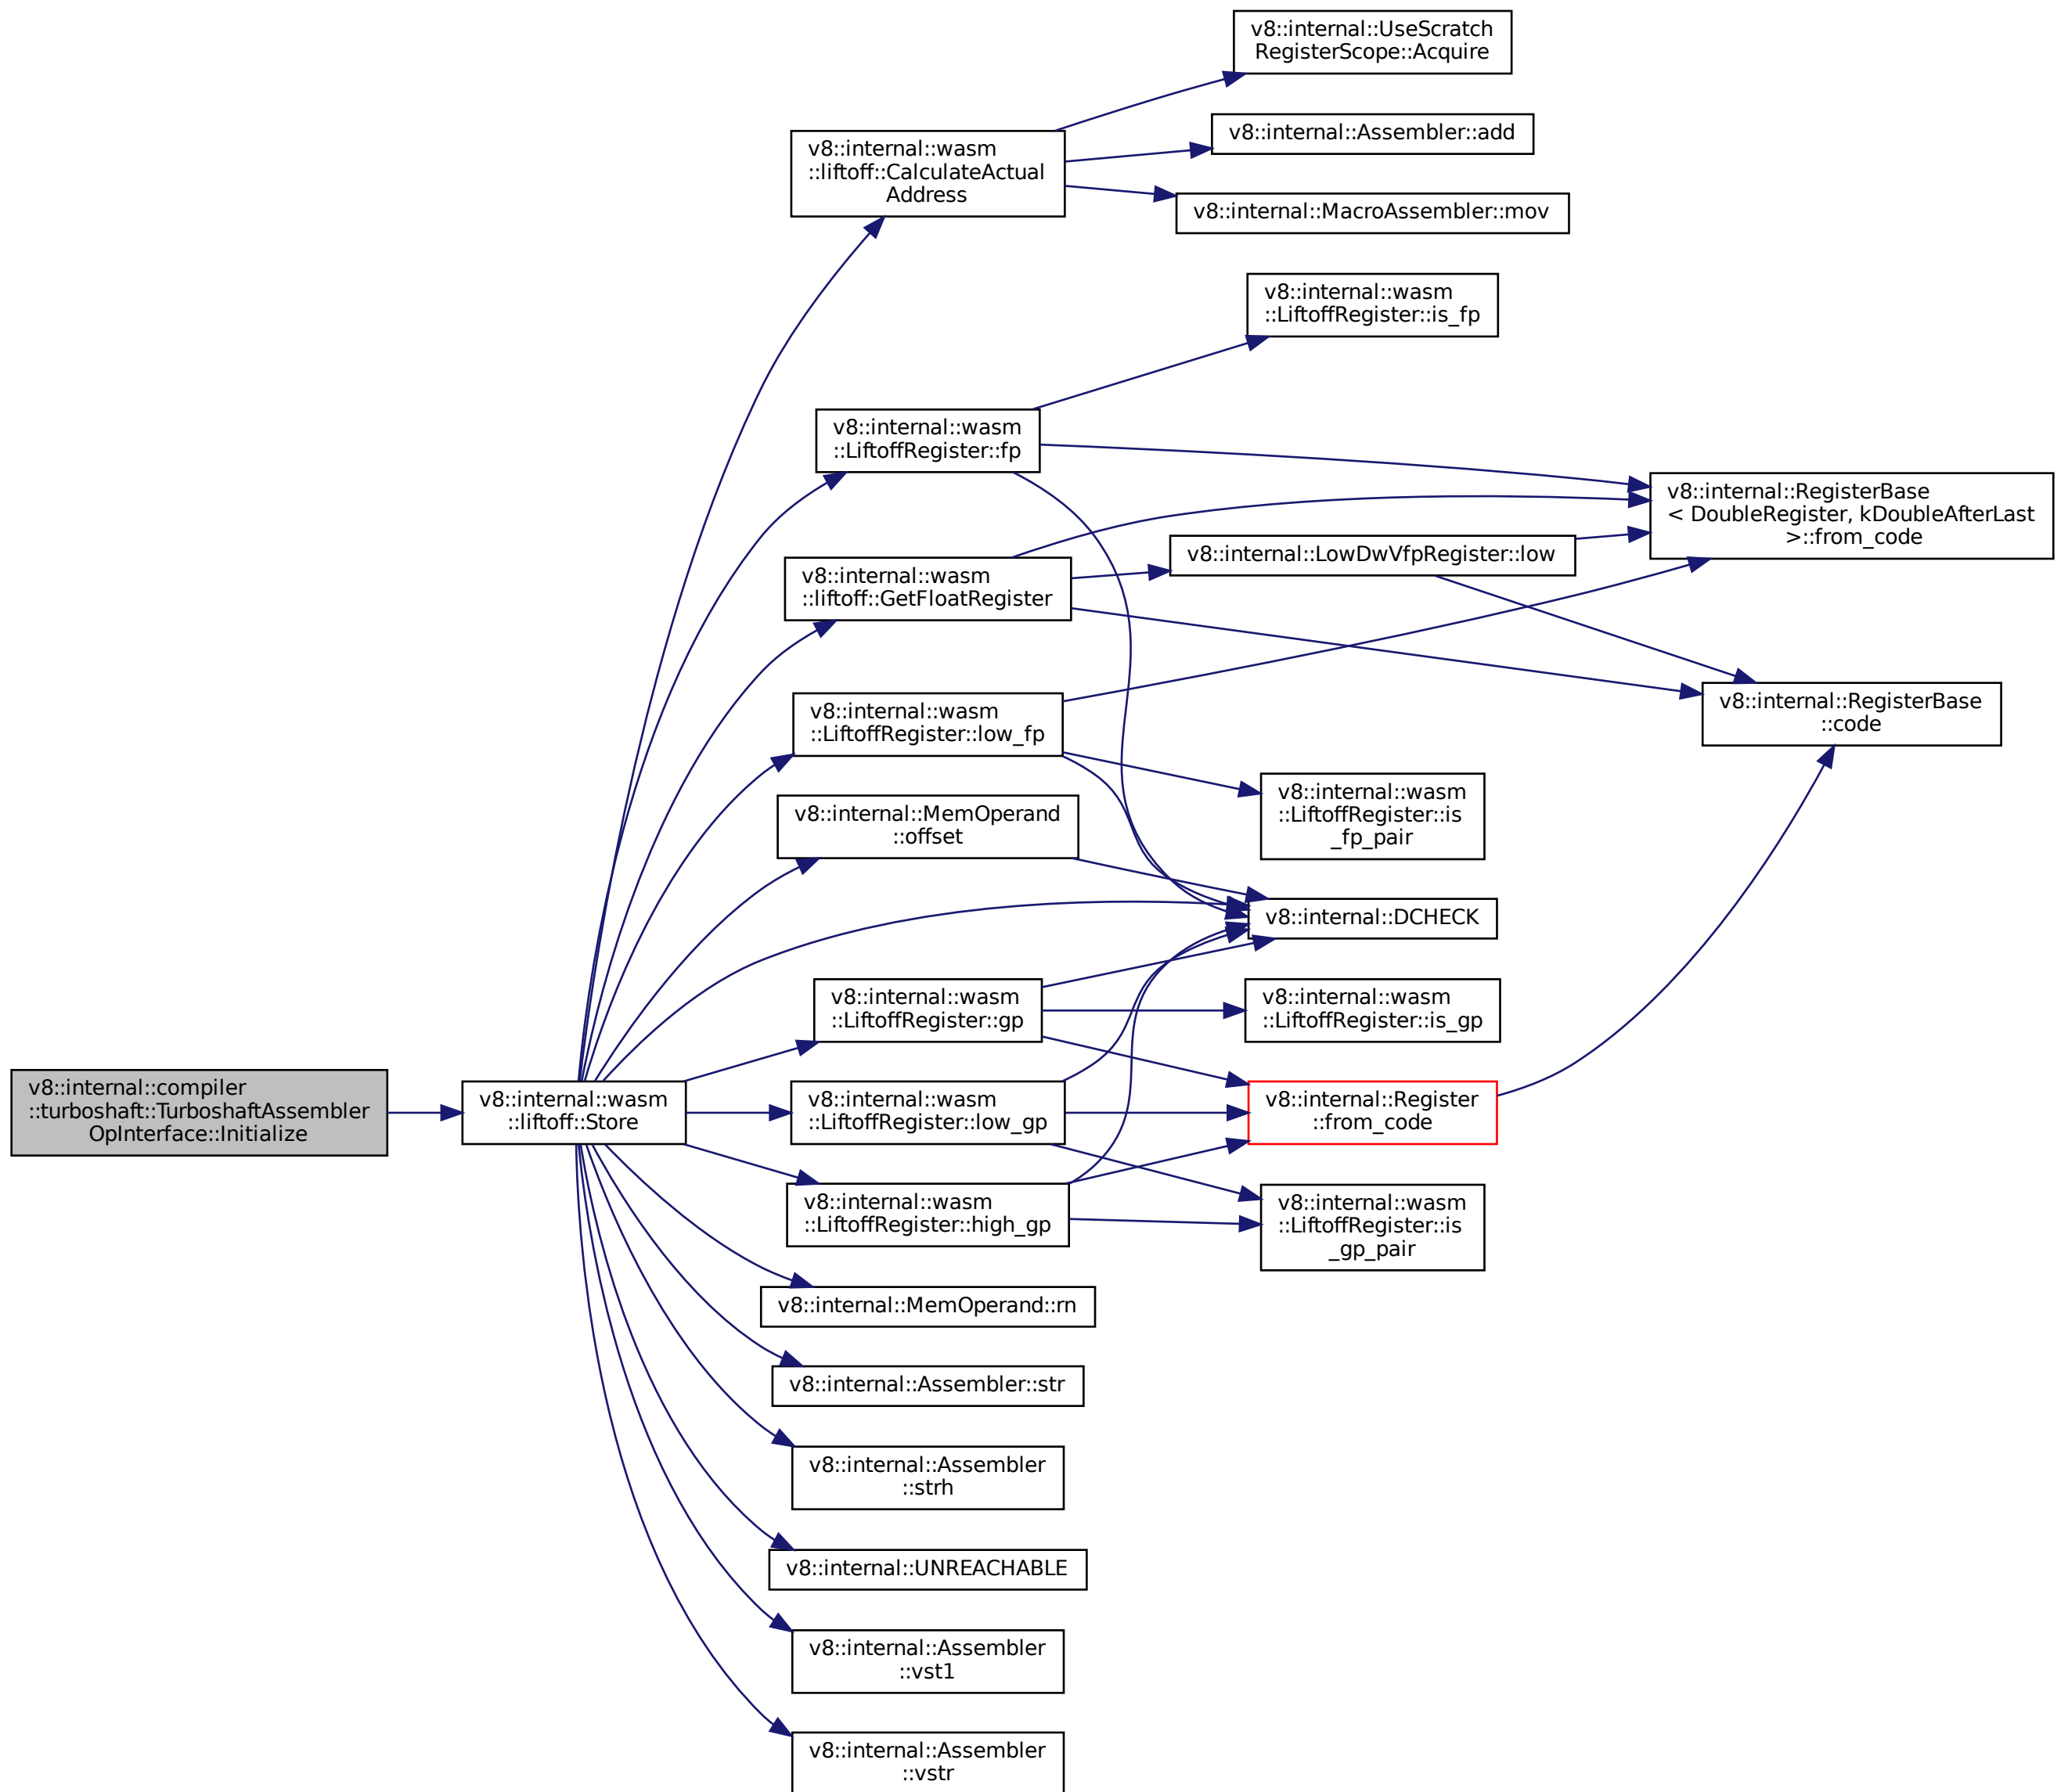 v8::internal::UseScratch
RegisterScope::Acquire
v8::internal::wasm
::liftoff::CalculateActual
Address
v8::internal::Assembler::add
v8::internal::MacroAssembler::mov
v8::internal::wasm
::LiftoffRegister::is_fp
v8::internal::wasm
::LiftoffRegister::fp
v8::internal::RegisterBase
< DoubleRegister, kDoubleAfterLast
>::from_code
v8::internal::LowDwVfpRegister::low
v8::internal::wasm
::liftoff::GetFloatRegister
v8::internal::wasm
::LiftoffRegister::low_fp
v8::internal::RegisterBase
::code
v8::internal::wasm
::LiftoffRegister::is
_fp_pair
v8::internal::MemOperand
::offset
v8::internal::DCHECK
v8::internal::wasm
::LiftoffRegister::gp
v8::internal::wasm
::LiftoffRegister::is_gp
v8::internal::compiler
::turboshaft::TurboshaftAssembler
OpInterface::Initialize
v8::internal::wasm
::liftoff::Store
v8::internal::wasm
::LiftoffRegister::low_gp
v8::internal::Register
::from_code
v8::internal::wasm
::LiftoffRegister::high_gp
v8::internal::wasm
::LiftoffRegister::is
_gp_pair
v8::internal::MemOperand::rn
v8::internal::Assembler::str
v8::internal::Assembler
::strh
v8::internal::UNREACHABLE
v8::internal::Assembler
::vst1
v8::internal::Assembler
::vstr